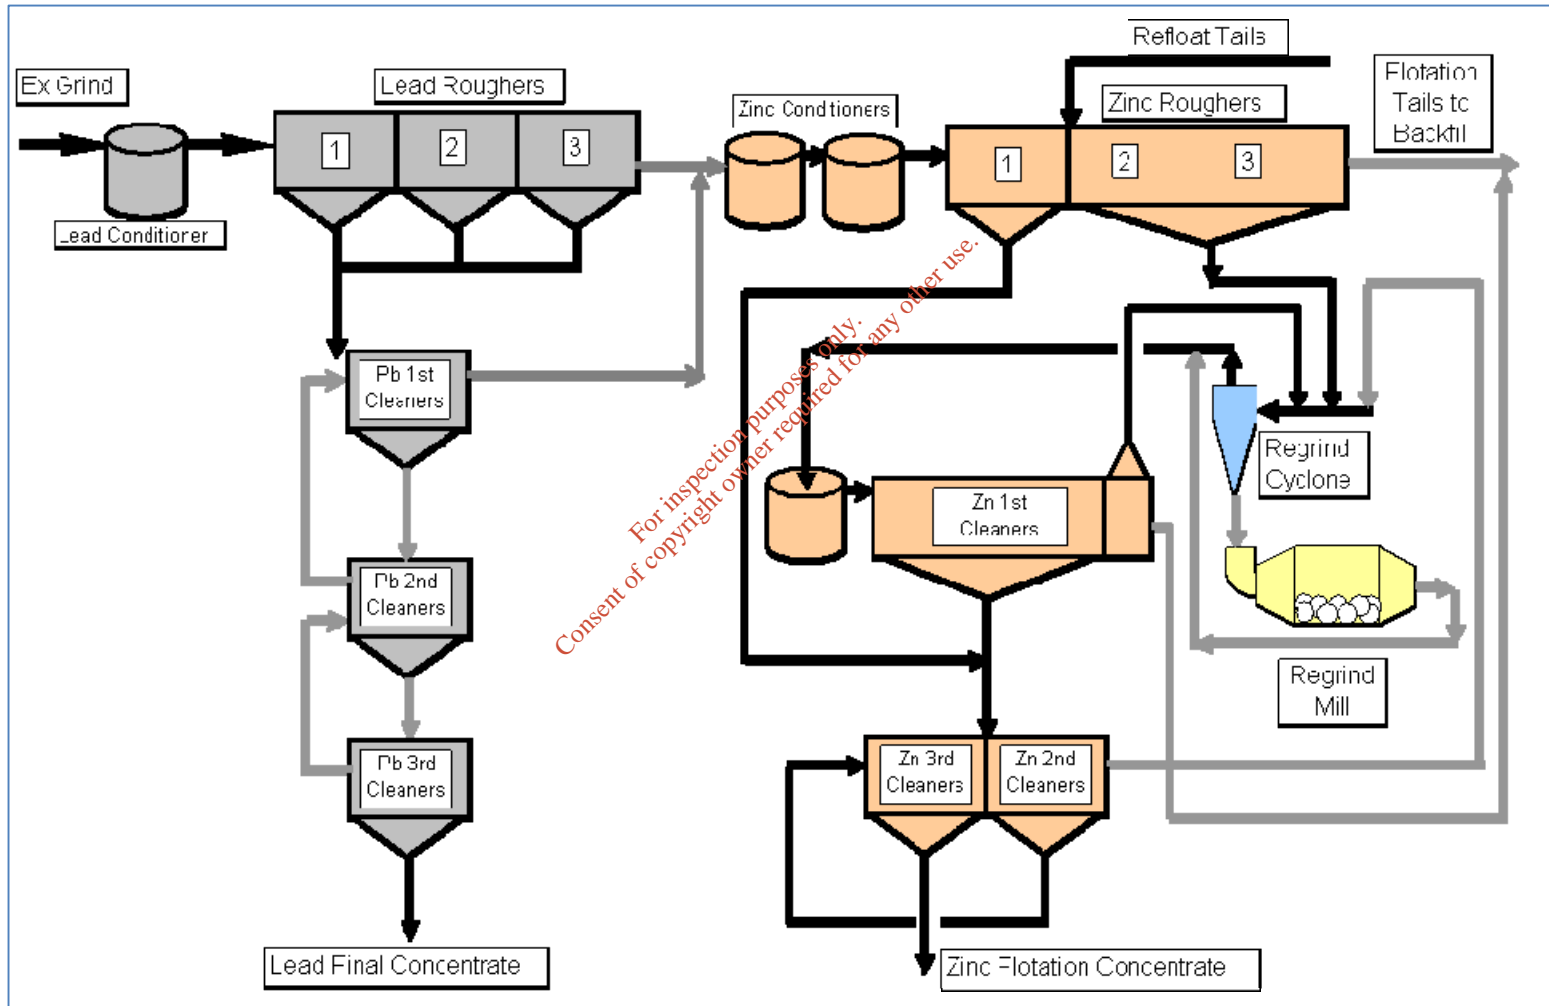 Ex Grind
Lead Conditioner
Lead Roughers
1
2
3
Zinc Conditioners
Refloat Tails
Zinc Roughers
1
2
3
Flotation
Tails to
Backfill
Pb 1st
Cleaners
Pb 2nd
Cleaners
Pb 3rd
Cleaners
Lead Final Concentrate
For inspection purposes only.
Consent of copyright owner required for any other use.
Regrind
Cyclone
Zn 1st
Cleaners
Regrind
Mill
Zn 3rd
Cleaners
Zn 2nd
Cleaners
Zinc Flotation Concentrate